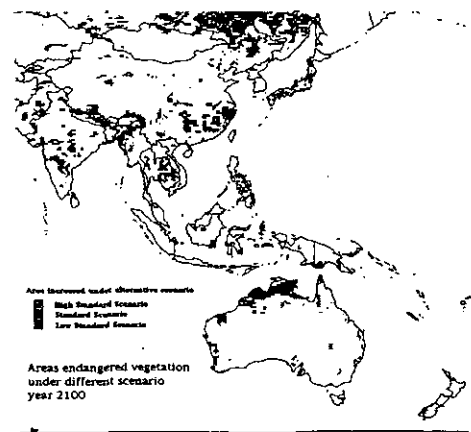 Area increased under alternative scenario
High Standard Scenario
Standard Scenario
Low Standard Scenario
Areas endangered vegetation
under different scenario
year 2100